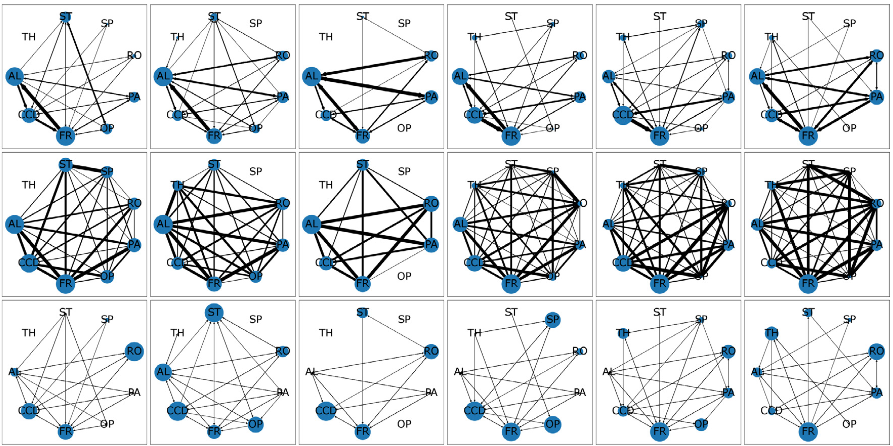 ST SP
TH RO
AL PA
CCD OP
FR
ST SP
TH RO
AL PA
CCD OP
FR
ST SP
TH RO
AL PA
CCD OP
FR
ST SP
TH RO
AL PA
CCD OP
FR
ST SP
TH RO
AL PA
CCD OP
FR
ST SP
TH RO
AL PA
CCD OP
FR
ST SP
TH RO
AL PA
CCD OP
FR
ST SP
TH RO
AL PA
CCD OP
FR
ST SP
TH RO
AL PA
CCD OP
FR
ST SP
TH RO
AL PA
CCD OP
FR
ST SP
TH RO
AL PA
CCD OP
FR
ST SP
TH RO
AL PA
CCD OP
FR
ST SP
TH RO
AL PA
CCD OP
FR
ST SP
TH RO
AL PA
CCD OP
FR
ST SP
TH RO
AL PA
CCD OP
FR
ST SP
TH RO
AL PA
CCD OP
FR
ST SP
TH RO
AL PA
CCD OP
FR
ST SP
TH RO
AL PA
CCD OP
FR